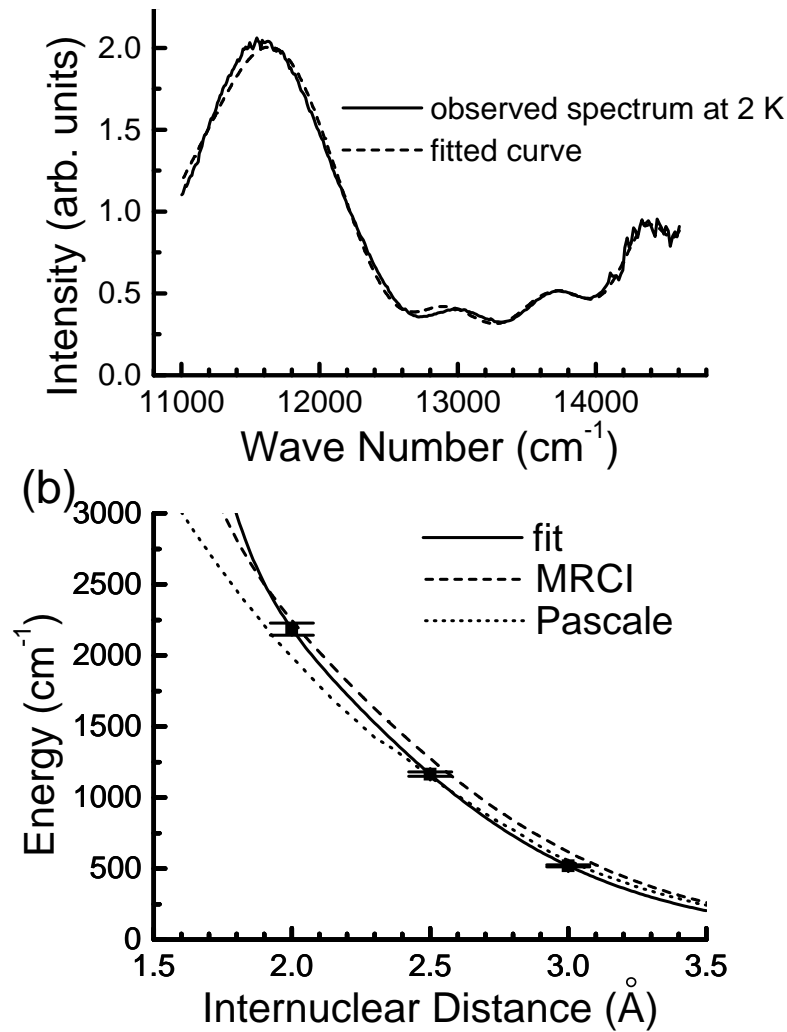 2.0
1.5
1.0
0.5
0.0
Intensity (arb. units)
observed spectrum at 2 K
fitted curve
11000 12000 13000 14000
Wave Number (cm-1)
(b)
3000
2500
2000
1500
1000
500
0
Energy (cm-1)
fit
MRCI
Pascale
1.5 2.0 2.5 3.0 3.5
Internuclear Distance (Å)